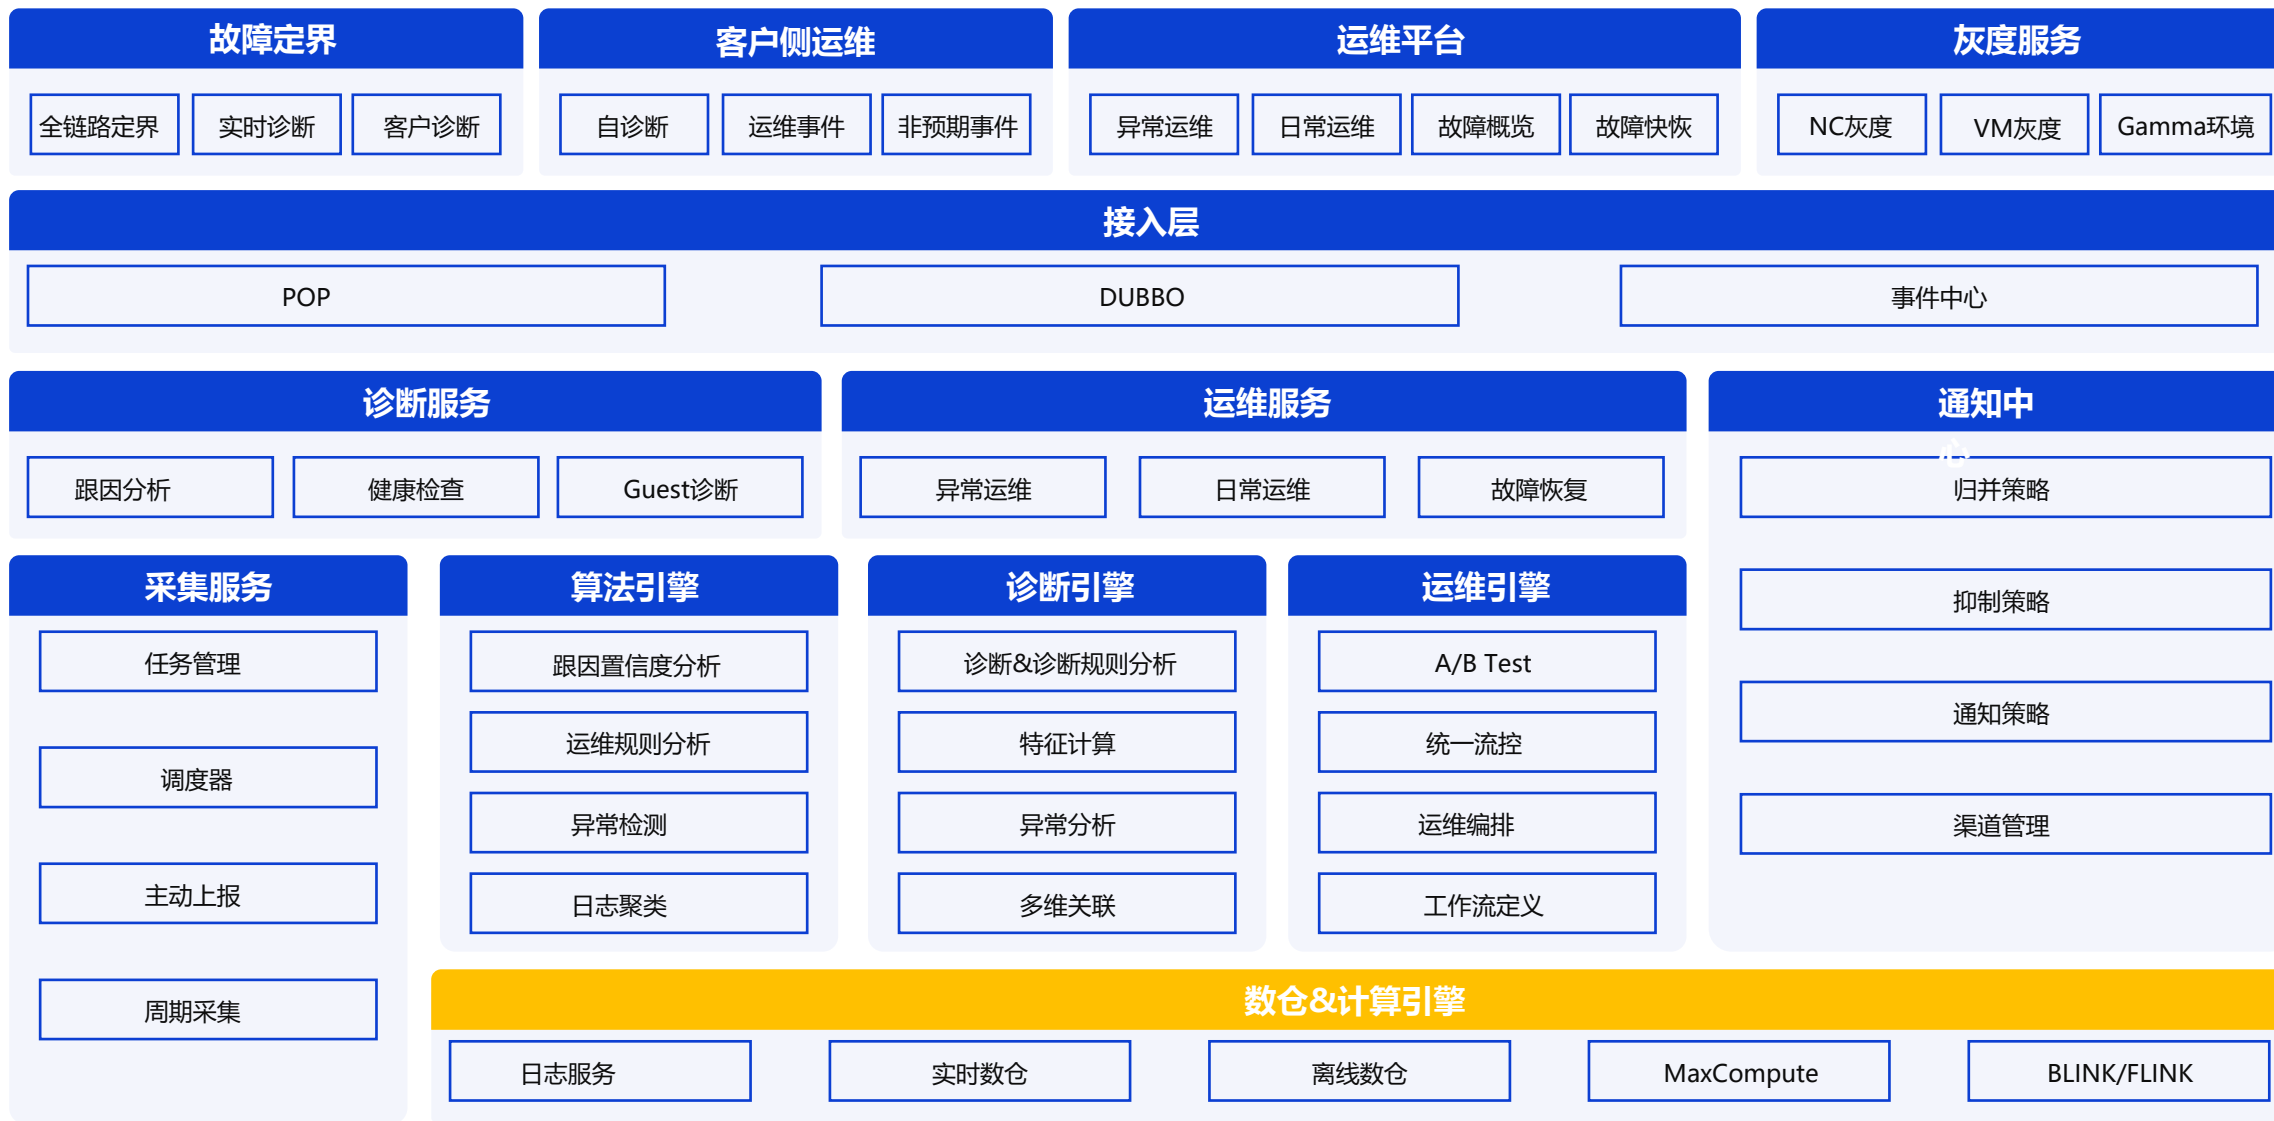 故障定界
全链路定界
实时诊断
客户诊断
客户侧运维
自诊断
运维事件
非预期事件
运维平台
异常运维
日常运维
故障概览
故障快恢
灰度服务
NC灰度
VM灰度
Gamma环境
接入层
POP
DUBBO
事件中心
诊断服务
跟因分析
健康检查
Guest诊断
运维服务
异常运维
日常运维
故障恢复
通知中
心
归并策略
抑制策略
通知策略
渠道管理
采集服务
任务管理
调度器
主动上报
周期采集
算法引擎
跟因置信度分析
运维规则分析
异常检测
日志聚类
诊断引擎
诊断&诊断规则分析
特征计算
异常分析
多维关联
运维引擎
A/B Test
统一流控
运维编排
工作流定义
数仓&计算引擎
日志服务
实时数仓
离线数仓
MaxCompute
BLINK/FLINK